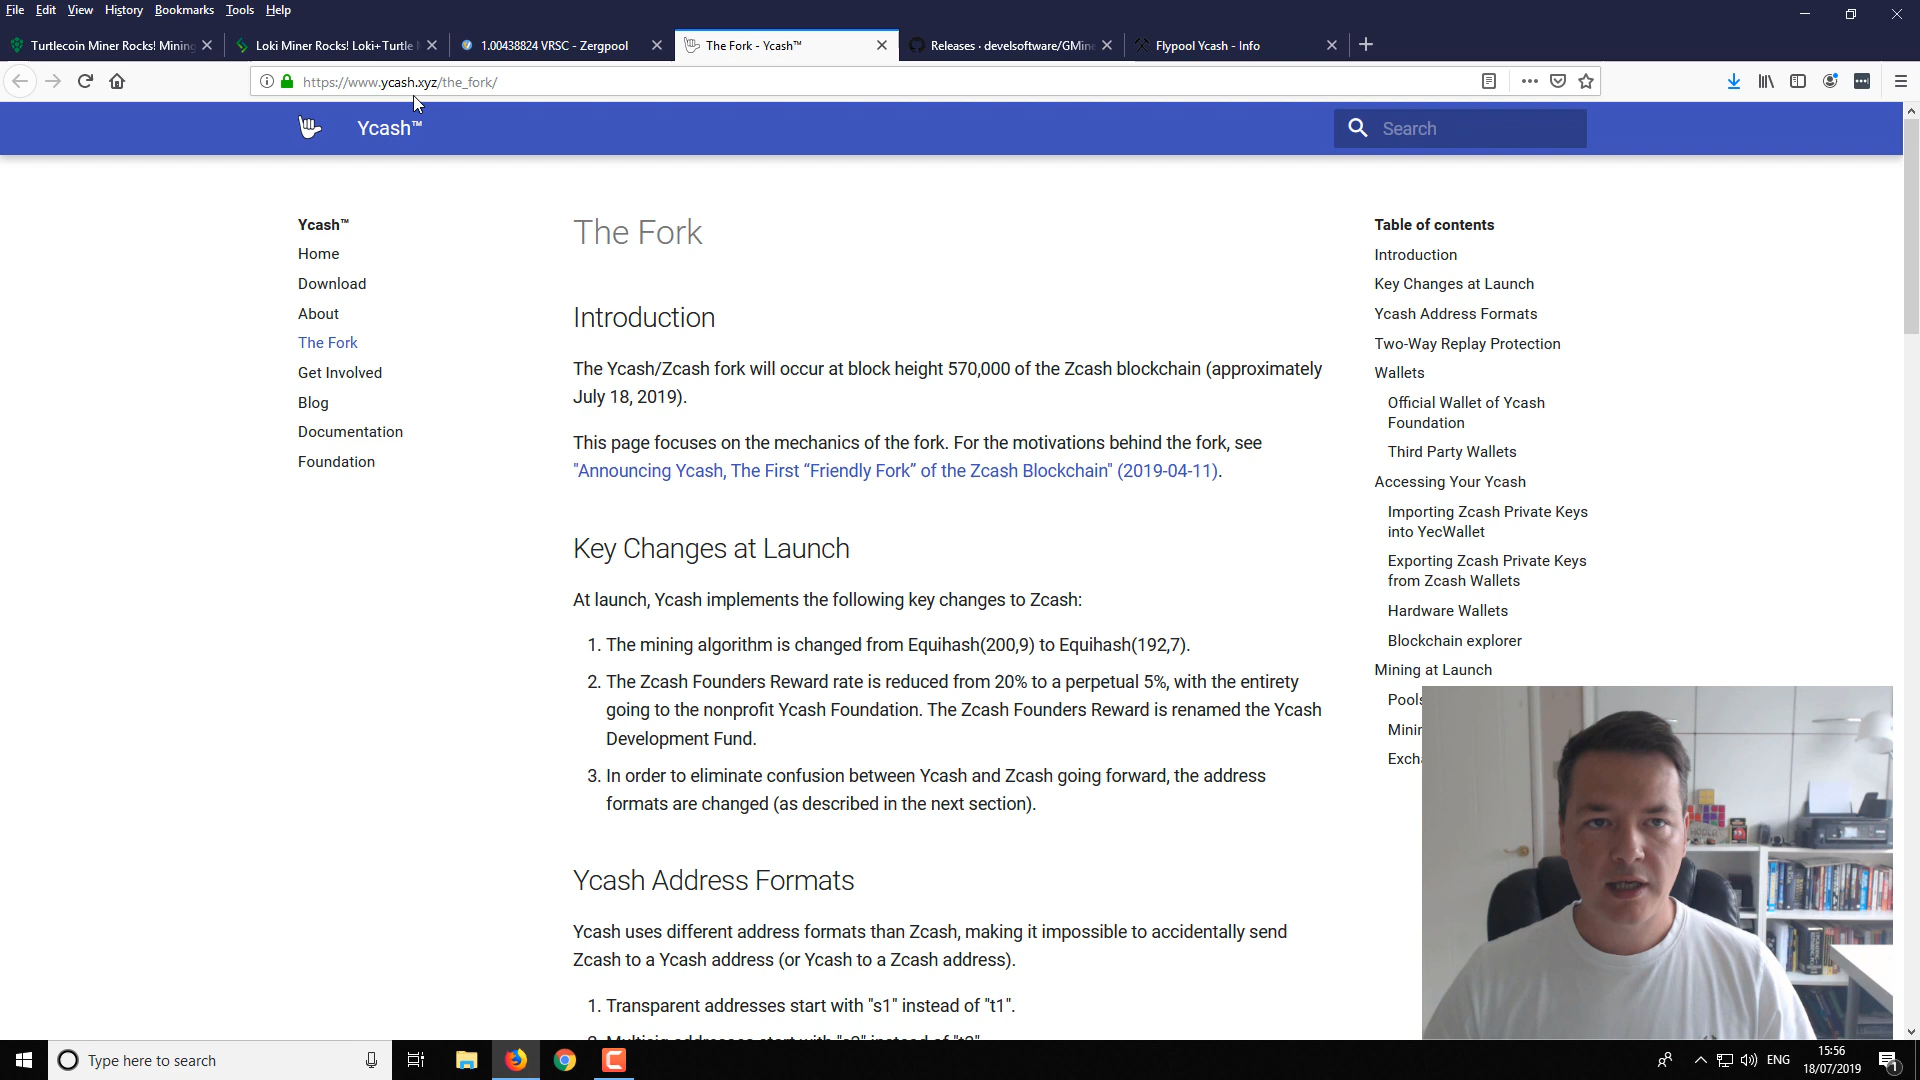 File Edit View History Bookmarks Tools Help
Turtlecoin Miner Rocks! Mining
Loki Miner Rocks! Loki+Turtle
1.00438824 VRSC - Zergpool
The Fork - Ycash™
Releases · develsoftware/GMine
Flypool Ycash - Info
https://www.ycash.xyz/the_fork/
Ycash™
Search
Ycash™
Home
Download
About
The Fork
Get Involved
Blog
Documentation
Foundation
The Fork
Introduction
The Ycash/Zcash fork will occur at block height 570,000 of the Zcash blockchain (approximately
July 18, 2019).
This page focuses on the mechanics of the fork. For the motivations behind the fork, see
"Announcing Ycash, The First “Friendly Fork” of the Zcash Blockchain" (2019-04-11).
Key Changes at Launch
At launch, Ycash implements the following key changes to Zcash:
1. The mining algorithm is changed from Equihash(200,9) to Equihash(192,7).
2. The Zcash Founders Reward rate is reduced from 20% to a perpetual 5%, with the entirety
going to the nonprofit Ycash Foundation. The Zcash Founders Reward is renamed the Ycash
Development Fund.
3. In order to eliminate confusion between Ycash and Zcash going forward, the address
formats are changed (as described in the next section).
Ycash Address Formats
Ycash uses different address formats than Zcash, making it impossible to accidentally send
Zcash to a Ycash address (or Ycash to a Zcash address).
1. Transparent addresses start with "s1" instead of "t1".
Table of contents
Introduction
Key Changes at Launch
Ycash Address Formats
Two-Way Replay Protection
Wallets
Official Wallet of Ycash
Foundation
Third Party Wallets
Accessing Your Ycash
Importing Zcash Private Keys
into YecWallet
Exporting Zcash Private Keys
from Zcash Wallets
Hardware Wallets
Blockchain explorer
Mining at Launch
Pools
Minin
Excha
Type here to search
ENG
15:56
18/07/2019
1